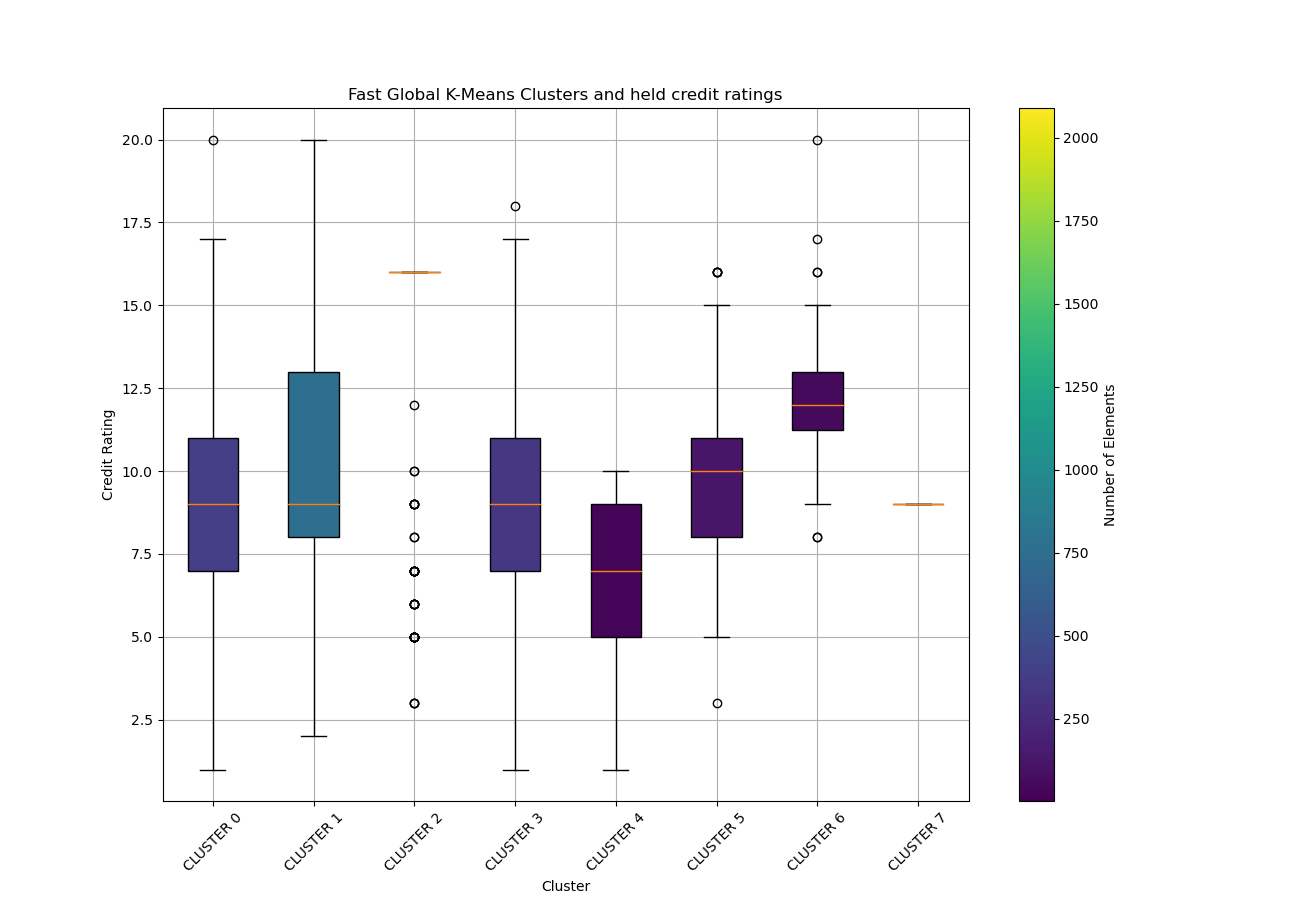 Fast Global K-Means Clusters and held credit ratings
20.0
17.5
15.0
12.5
10.0
7.5
5.0
2.5
Credit Rating
CLUSTER 0
CLUSTER 1
CLUSTER 2
CLUSTER 3
CLUSTER 4
CLUSTER 5
CLUSTER 6
CLUSTER 7
Cluster
2000
1750
1500
1250
1000
750
500
250
Number of Elements